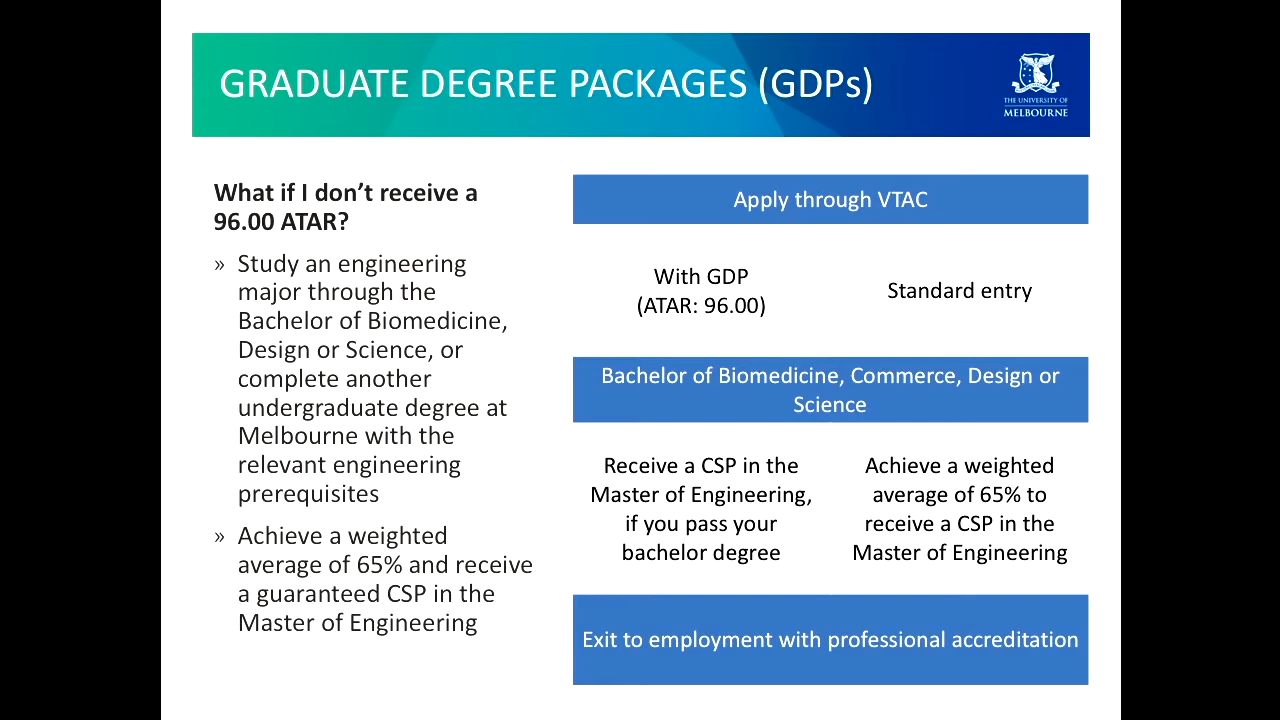 GRADUATE DEGREE PACKAGES (GDPs)
THE UNIVERSITY OF
MELBOURNE
What if I don’t receive a
96.00 ATAR?
» Study an engineering
major through the
Bachelor of Biomedicine,
Design or Science, or
complete another
undergraduate degree at
Melbourne with the
relevant engineering
prerequisites
» Achieve a weighted
average of 65% and receive
a guaranteed CSP in the
Master of Engineering
Apply through VTAC
With GDP
(ATAR: 96.00)
Standard entry
Bachelor of Biomedicine, Commerce, Design or
Science
Receive a CSP in the
Master of Engineering,
if you pass your
bachelor degree
Achieve a weighted
average of 65% to
receive a CSP in the
Master of Engineering
Exit to employment with professional accreditation